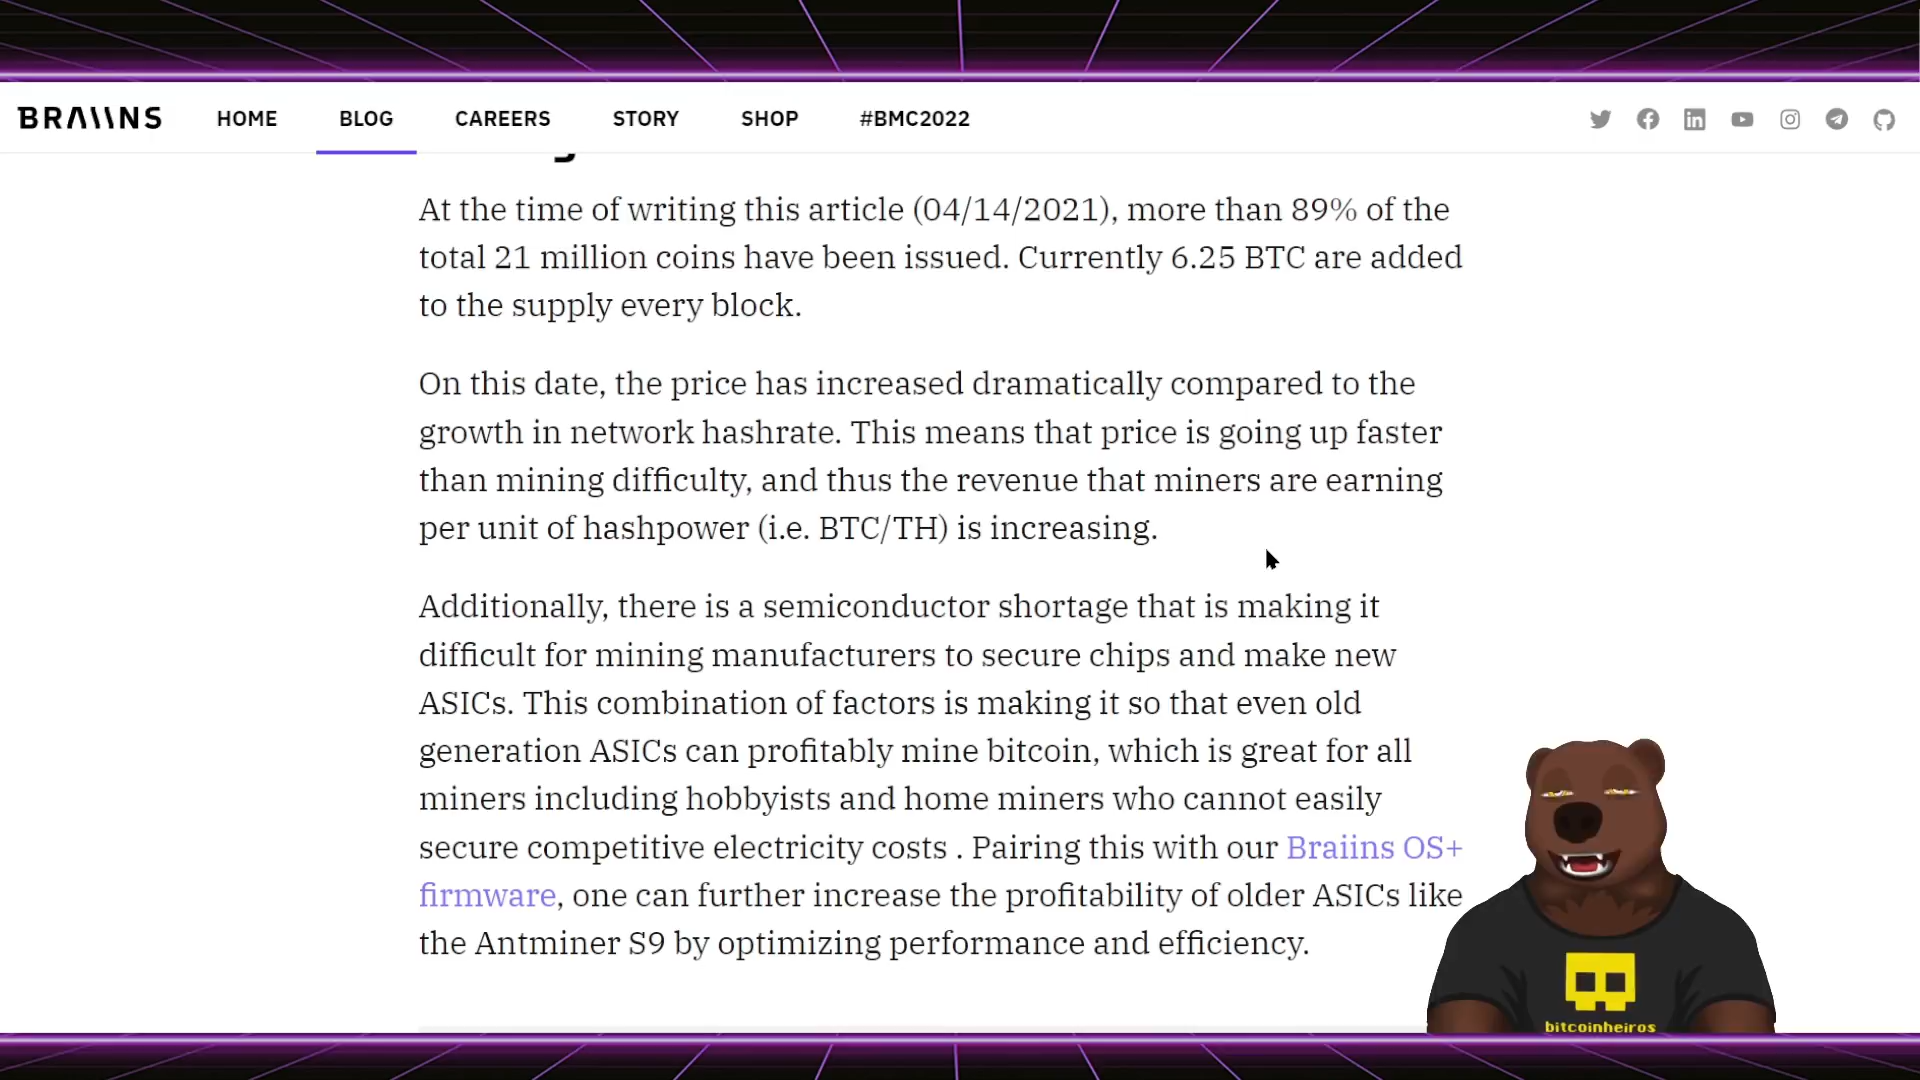 BRAIINS HOME BLOG CAREERS STORY SHOP #BMC2022
At the time of writing this article (04/14/2021), more than 89% of the
total 21 million coins have been issued. Currently 6.25 BTC are added
to the supply every block.
On this date, the price has increased dramatically compared to the
growth in network hashrate. This means that price is going up faster
than mining difficulty, and thus the revenue that miners are earning
per unit of hashpower (i.e. BTC/TH) is increasing.
Additionally, there is a semiconductor shortage that is making it
difficult for mining manufacturers to secure chips and make new
ASICs. This combination of factors is making it so that even old
generation ASICs can profitably mine bitcoin, which is great for all
miners including hobbyists and home miners who cannot easily
secure competitive electricity costs . Pairing this with our Braiins OS+
firmware, one can further increase the profitability of older ASICs like
the Antminer S9 by optimizing performance and efficiency.
bitcoinheiros